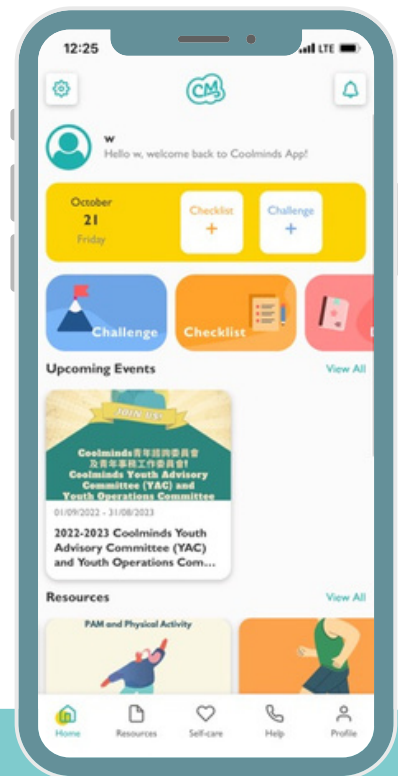 12:25
LTE
CM
w
Hello w, welcome back to Coolminds App!
October
21
Friday
Checklist
+
Challenge
+
Challenge
Checklist
Upcoming Events
View All
JOIN US!
Coolminds青年諮詢委員會
及青年事務工作委員會!
Coolminds Youth Advisory
Committee (YAC) and
Youth Operations Committee
01/09/2022 - 31/08/2023
2022-2023 Coolminds Youth
Advisory Committee (YAC)
and Youth Operations Com...
Resources
View All
PAM and Physical Activity
Home
Resources
Self-care
Help
Profile